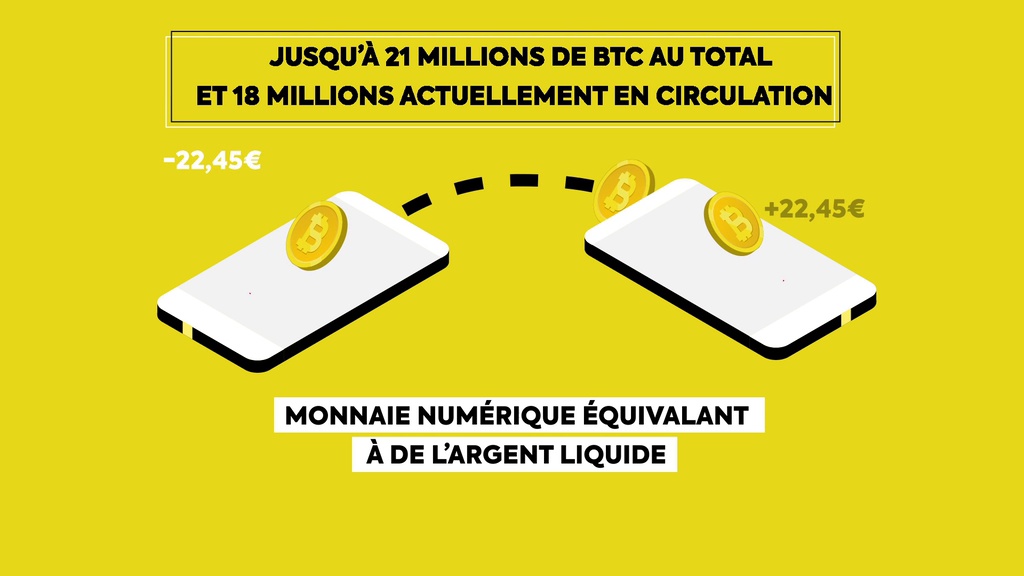 JUSQU’À 21 MILLIONS DE BTC AU TOTAL
ET 18 MILLIONS ACTUELLEMENT EN CIRCULATION
-22,45€
+22,45€
MONNAIE NUMÉRIQUE ÉQUIVALANT
À DE L’ARGENT LIQUIDE